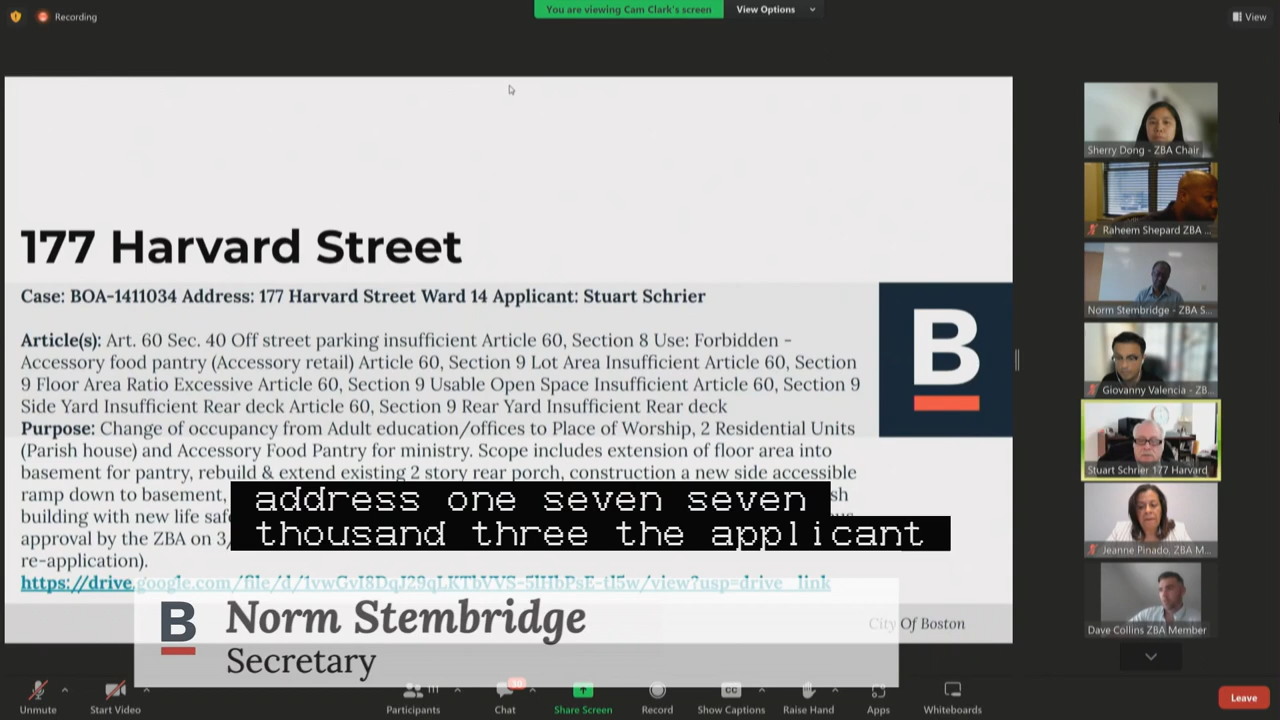 Recording
You are viewing Cam Clark's screen
View Options
View
177 Harvard Street
Case: BOA-1411034 Address: 177 Harvard Street Ward 14 Applicant: Stuart Schrier
Article(s): Art. 60 Sec. 40 Off street parking insufficient Article 60, Section 8 Use: Forbidden -
Accessory food pantry (Accessory retail) Article 60, Section 9 Lot Area Insufficient Article 60, Section
9 Floor Area Ratio Excessive Article 60, Section 9 Usable Open Space Insufficient Article 60, Section 9
Side Yard Insufficient Rear deck Article 60, Section 9 Rear Yard Insufficient Rear deck
Purpose: Change of occupancy from Adult education/offices to Place of Worship, 2 Residential Units
(Parish house) and Accessory Food Pantry for ministry. Scope includes extension of floor area into
basement for pantry, rebuild & extend existing 2 story rear porch, construction a new side accessible
ramp down to basement,
building with new life
approval by the ZBA on 3/
re-application).
address one seven seven
thousand three the applicant
B
B
Norm Stembridge
Secretary
City Of Boston
Sherry Dong - ZBA Chair
Raheem Shepard ZBA ...
Norm Stembridge - ZBA S...
Giovanny Valencia - ZB...
Stuart Schrier 177 Harvard
Jeanne Pinado, ZBA M...
Dave Collins ZBA Member
Unmute
Start Video
Participants
111
Chat
Share Screen
Record
CC
Show Captions
Raise Hand
Apps
Whiteboards
Leave